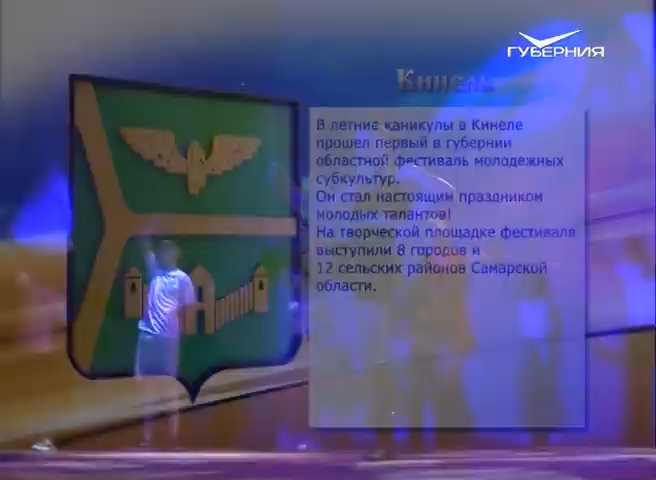 ГУБЕРНИЯ
Кинель
В летние каникулы в Кинеле
прошел первый в губернии
областной фестиваль молодежных
субкультур.
Он стал настоящим праздником
молодых талантов!
На творческой площадке фестиваля
выступили 8 городов и
12 сельских районов Самарской
области.